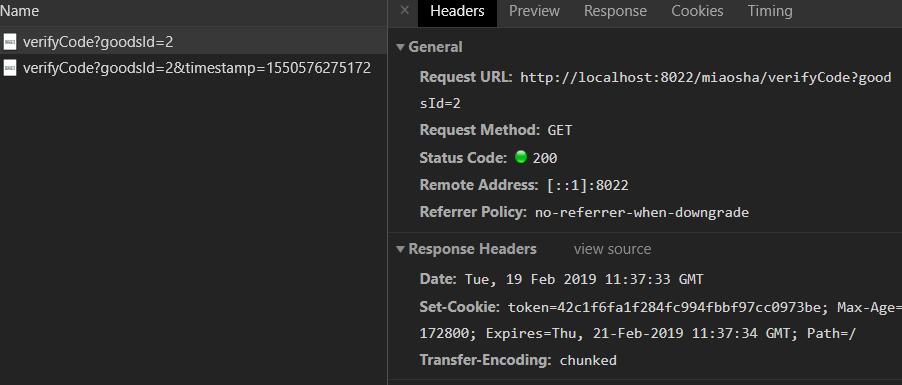 Name
verifyCode?goodsId=2
verifyCode?goodsId=2&timestamp=1550576275172
× Headers Preview Response Cookies Timing
General
Request URL: http://localhost:8022/miaosha/verifyCode?good
sId=2
Request Method: GET
Status Code: 200
Remote Address: [::1]:8022
Referrer Policy: no-referrer-when-downgrade
Response Headers view source
Date: Tue, 19 Feb 2019 11:37:33 GMT
Set-Cookie: token=42c1f6fa1f284fc994fbbf97cc0973be; Max-Age=
172800; Expires=Thu, 21-Feb-2019 11:37:34 GMT; Path=/
Transfer-Encoding: chunked